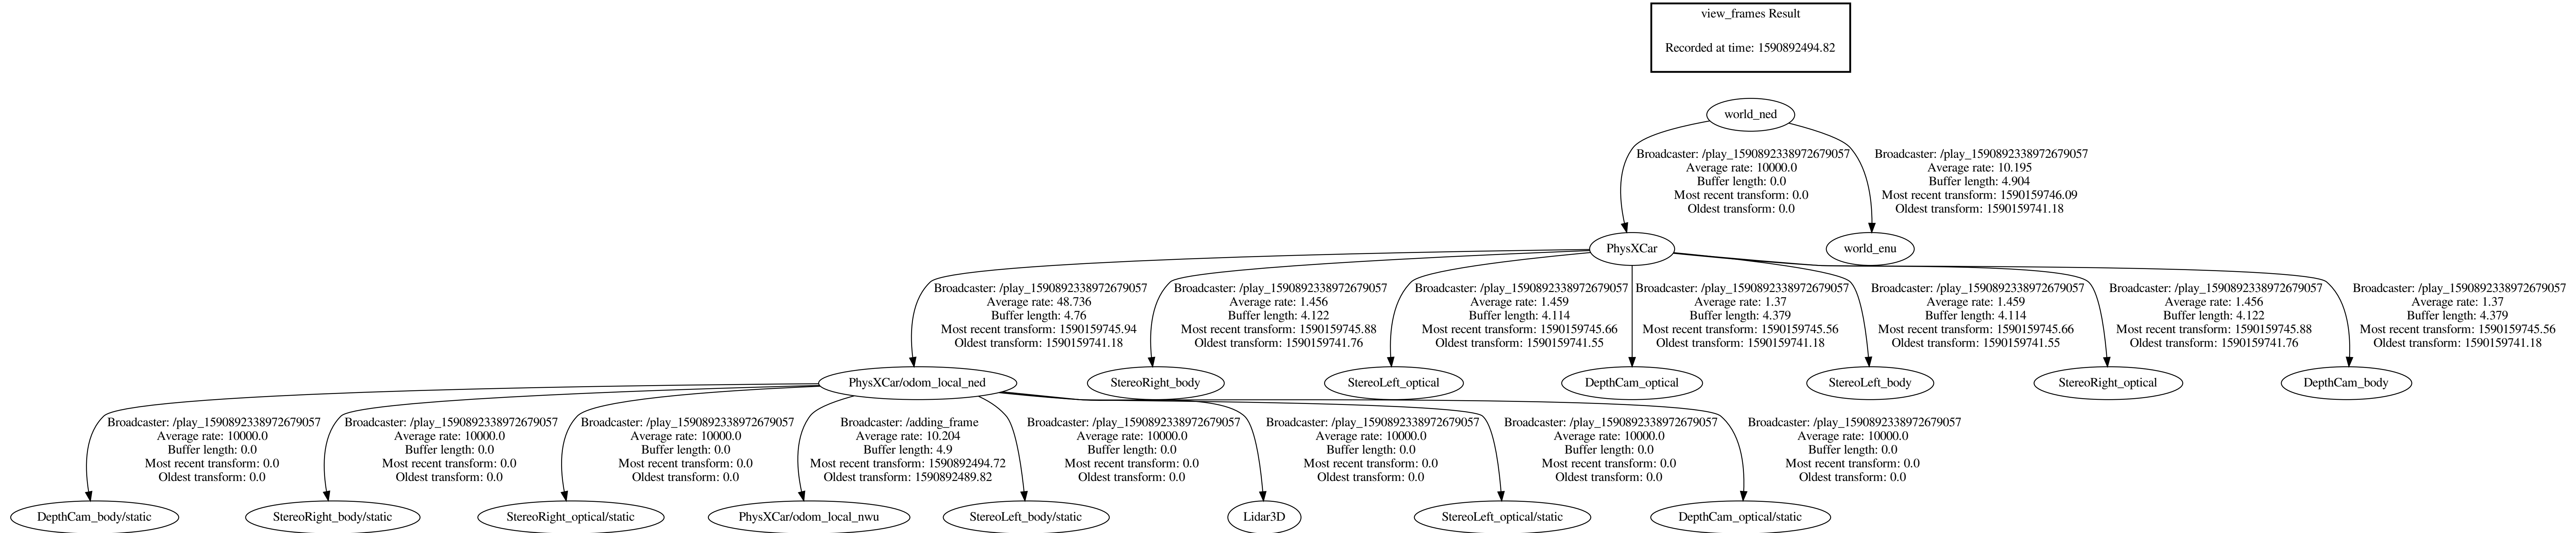 view_frames Result
Recorded at time: 1590892494.82
world_ned
Broadcaster: /play_1590892338972679057
Average rate: 10000.0
Buffer length: 0.0
Most recent transform: 0.0
Oldest transform: 0.0
Broadcaster: /play_1590892338972679057
Average rate: 10.195
Buffer length: 4.904
Most recent transform: 1590159746.09
Oldest transform: 1590159741.18
PhysXCar
world_enu
Broadcaster: /play_1590892338972679057
Average rate: 48.736
Buffer length: 4.76
Most recent transform: 1590159745.94
Oldest transform: 1590159741.18
Broadcaster: /play_1590892338972679057
Average rate: 1.456
Buffer length: 4.122
Most recent transform: 1590159745.88
Oldest transform: 1590159741.76
Broadcaster: /play_1590892338972679057
Average rate: 1.459
Buffer length: 4.114
Most recent transform: 1590159745.66
Oldest transform: 1590159741.55
Broadcaster: /play_1590892338972679057
Average rate: 1.37
Buffer length: 4.379
Most recent transform: 1590159745.56
Oldest transform: 1590159741.18
Broadcaster: /play_1590892338972679057
Average rate: 1.459
Buffer length: 4.114
Most recent transform: 1590159745.66
Oldest transform: 1590159741.55
Broadcaster: /play_1590892338972679057
Average rate: 1.456
Buffer length: 4.122
Most recent transform: 1590159745.88
Oldest transform: 1590159741.76
Broadcaster: /play_1590892338972679057
Average rate: 1.37
Buffer length: 4.379
Most recent transform: 1590159745.56
Oldest transform: 1590159741.18
PhysXCar/odom_local_ned
StereoRight_body
StereoLeft_optical
DepthCam_optical
StereoLeft_body
StereoRight_optical
DepthCam_body
Broadcaster: /play_1590892338972679057
Average rate: 10000.0
Buffer length: 0.0
Most recent transform: 0.0
Oldest transform: 0.0
Broadcaster: /play_1590892338972679057
Average rate: 10000.0
Buffer length: 0.0
Most recent transform: 0.0
Oldest transform: 0.0
Broadcaster: /play_1590892338972679057
Average rate: 10000.0
Buffer length: 0.0
Most recent transform: 0.0
Oldest transform: 0.0
Broadcaster: /adding_frame
Average rate: 10.204
Buffer length: 4.9
Most recent transform: 1590892494.72
Oldest transform: 1590892489.82
Broadcaster: /play_1590892338972679057
Average rate: 10000.0
Buffer length: 0.0
Most recent transform: 0.0
Oldest transform: 0.0
Broadcaster: /play_1590892338972679057
Average rate: 10000.0
Buffer length: 0.0
Most recent transform: 0.0
Oldest transform: 0.0
Broadcaster: /play_1590892338972679057
Average rate: 10000.0
Buffer length: 0.0
Most recent transform: 0.0
Oldest transform: 0.0
Broadcaster: /play_1590892338972679057
Average rate: 10000.0
Buffer length: 0.0
Most recent transform: 0.0
Oldest transform: 0.0
DepthCam_body/static
StereoRight_body/static
StereoRight_optical/static
PhysXCar/odom_local_nwu
StereoLeft_body/static
Lidar3D
StereoLeft_optical/static
DepthCam_optical/static